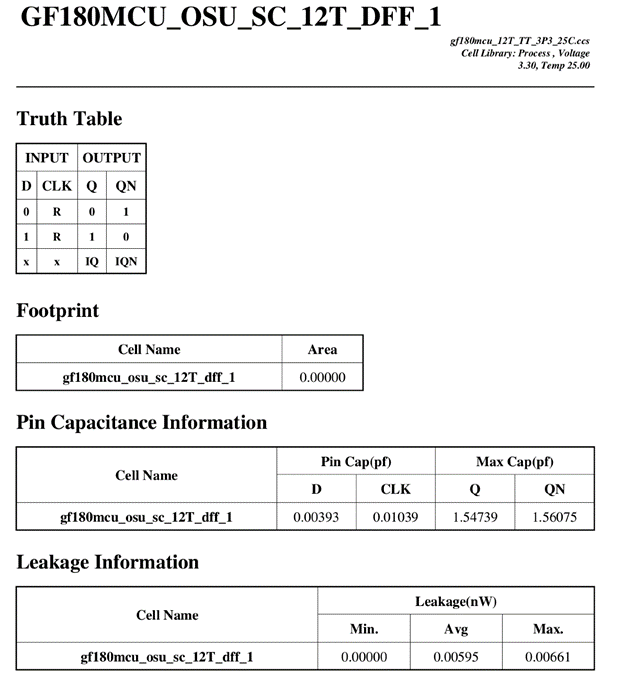 GF180MCU_OSU_SC_12T_DFF_1
gf180mcu_12T_TT_3P3_25C.ccs
Cell Library: Process , Voltage
3.30, Temp 25.00
Truth Table
INPUT OUTPUT
D CLK Q QN
0 R 0 1
1 R 1 0
x x IQ IQN
Footprint
Cell Name Area
gf180mcu_osu_sc_12T_dff_1 0.00000
Pin Capacitance Information
Cell Name Pin Cap(pf) Max Cap(pf)
D CLK Q QN
gf180mcu_osu_sc_12T_dff_1 0.00393 0.01039 1.54739 1.56075
Leakage Information
Cell Name Leakage(nW)
Min. Avg Max.
gf180mcu_osu_sc_12T_dff_1 0.00000 0.00595 0.00661